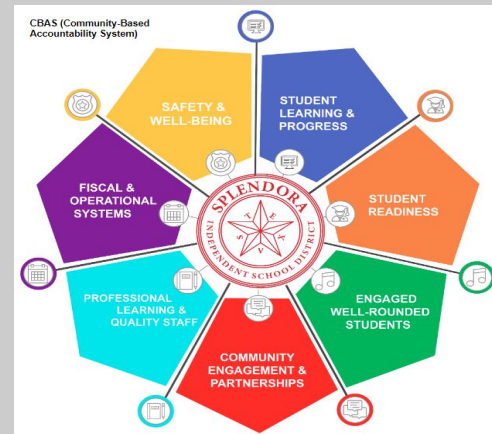 CBAS (Community-Based
Accountability System)
SAFETY &
WELL-BEING
STUDENT
LEARNING &
PROGRESS
FISCAL &
OPERATIONAL
SYSTEMS
STUDENT
READINESS
SPLENDORA
TEXAS
INDEPENDENT SCHOOL DISTRICT
PROFESSIONAL
LEARNING &
QUALITY STAFF
ENGAGED
WELL-ROUNDED
STUDENTS
COMMUNITY
ENGAGEMENT &
PARTNERSHIPS